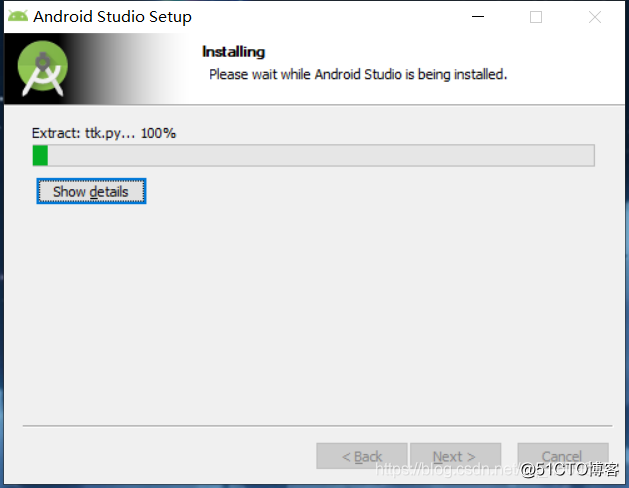 Android Studio Setup
Installing
Please wait while Android Studio is being installed.
Extract: ttk.py... 100%
Show details
< Back
Next >
Cancel
https://blog.csdn.ne
@51CTO博客